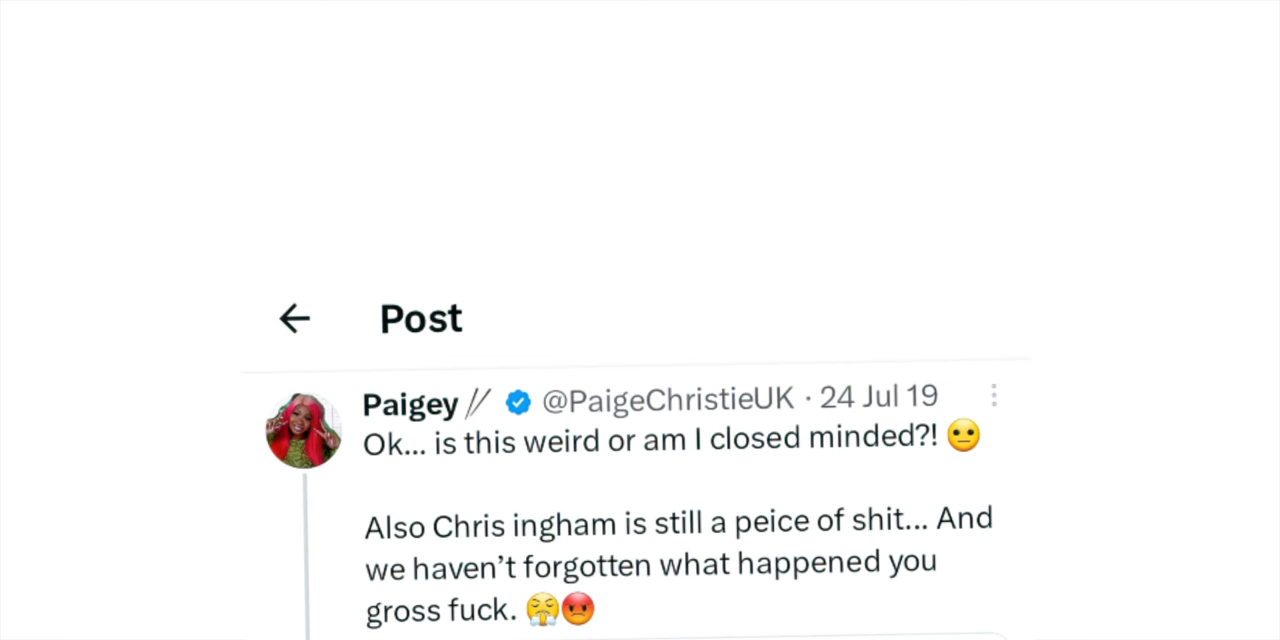 Post
Paigey // @PaigeChristieUK · 24 Jul 19
Ok... is this weird or am I closed minded?! 😐
Also Chris ingham is still a peice of shit... And
we haven't forgotten what happened you
gross fuck. 😤😡